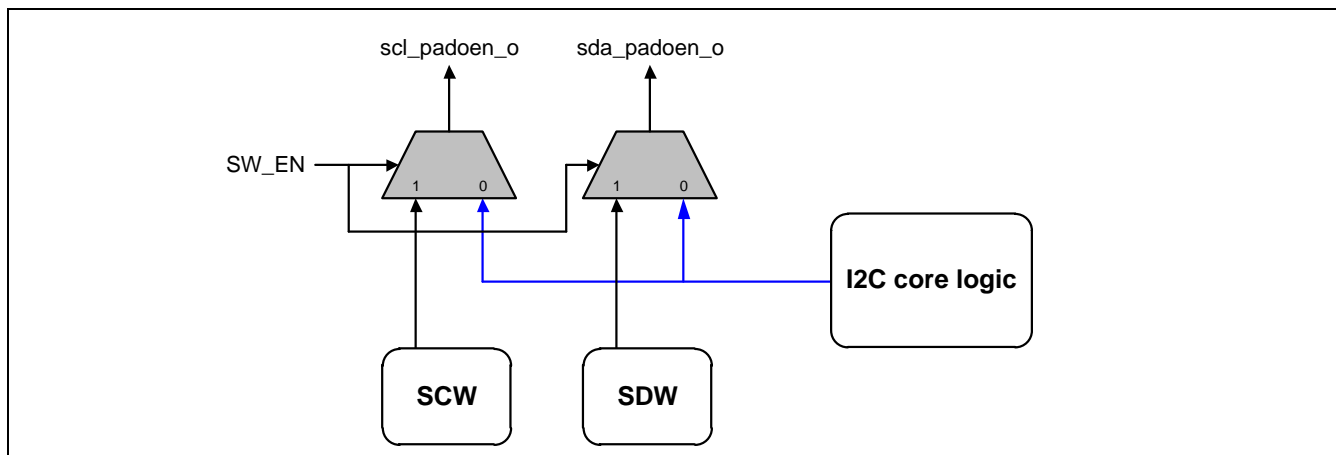 scl_padoen_o sda_padoen_o
SW_EN
1 0 1 0
I2C core logic
SCW SDW